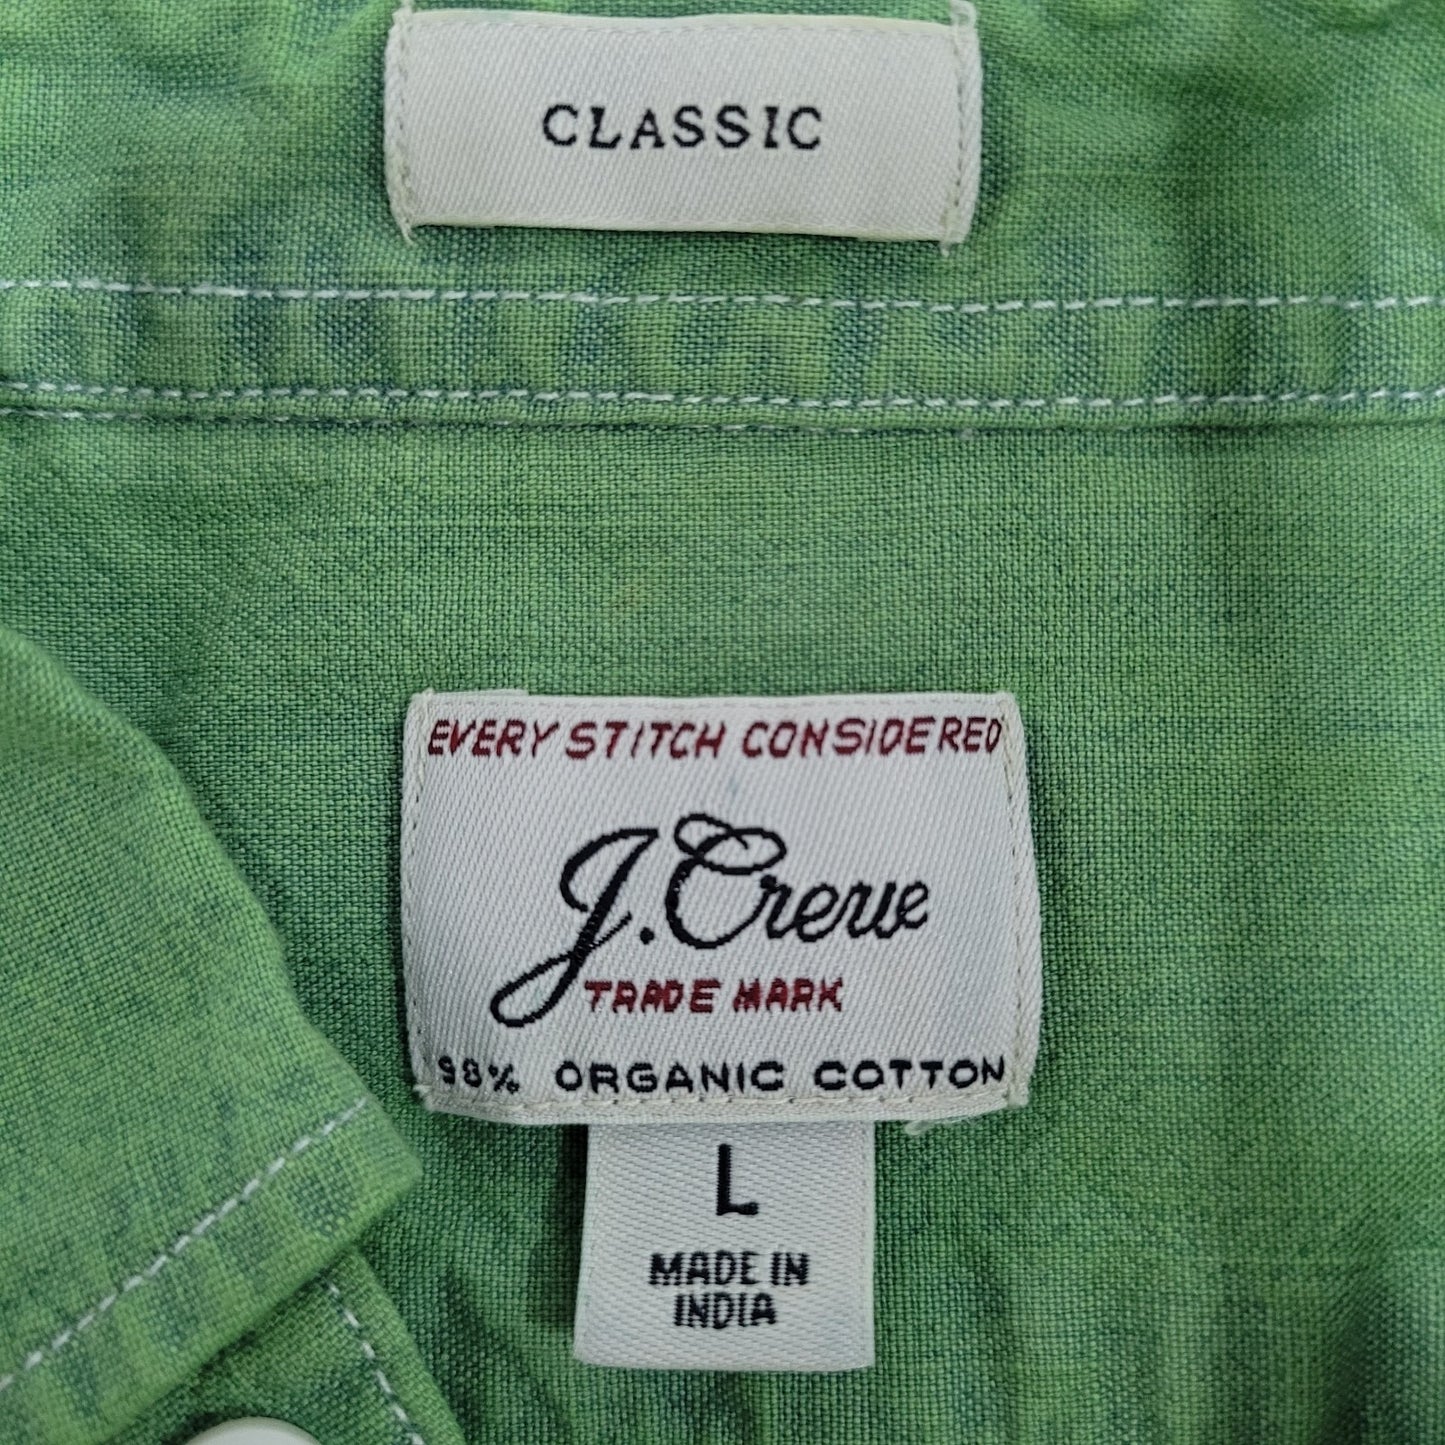 CLASSIC
EVERY STITCH CONSIDERED
J.Crew
TRADE MARK
98% ORGANIC COTTON
L
MADE IN
INDIA